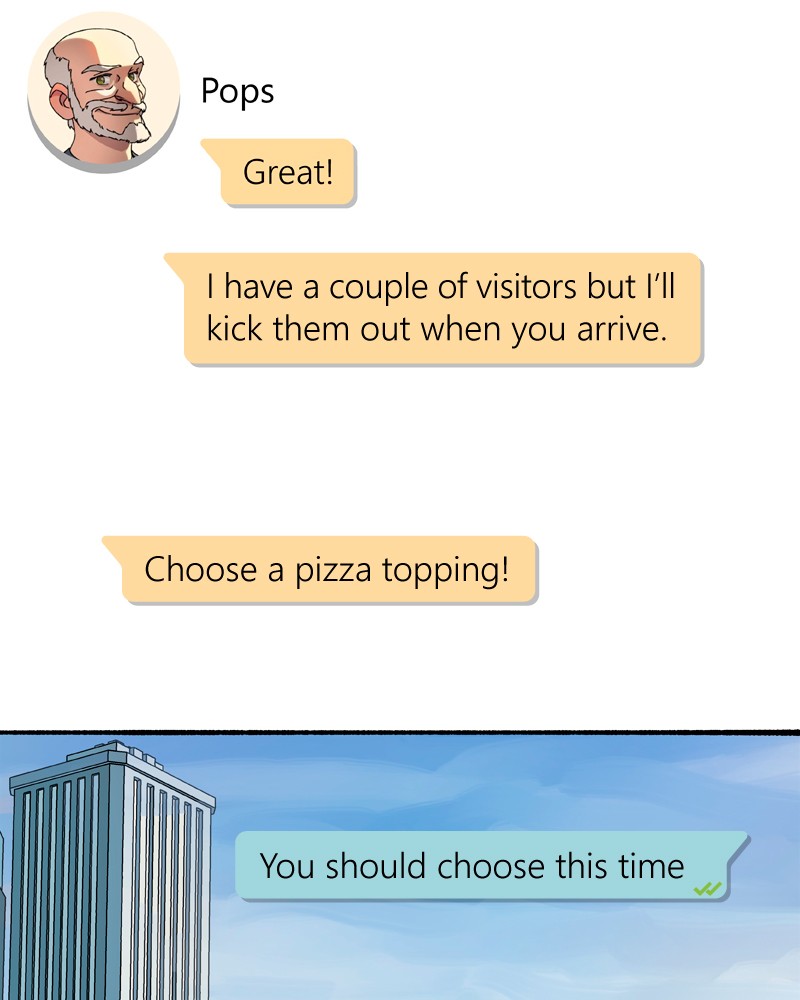 Pops
Great!
I have a couple of visitors but I'll
kick them out when you arrive.
Choose a pizza topping!
You should choose this time